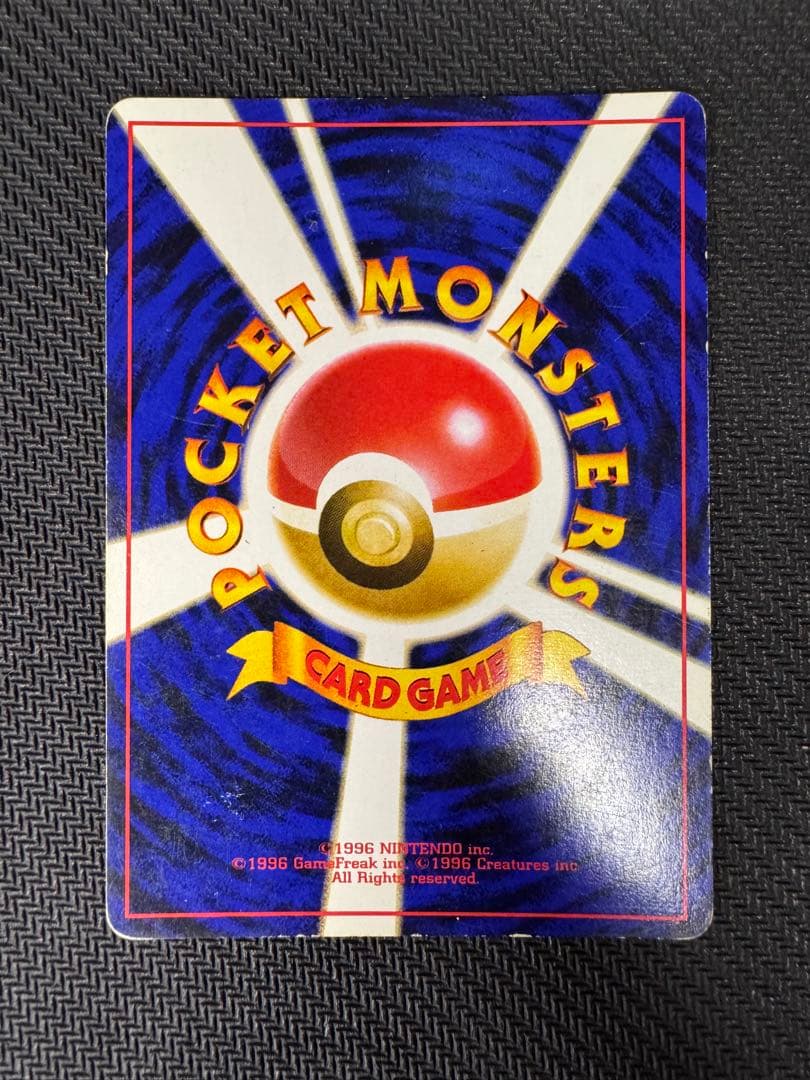 POCKET MONSTERS
CARD GAME
©1996 NINTENDO inc.
©1996 GameFreak inc. ©1996 Creatures inc.
All Rights reserved.